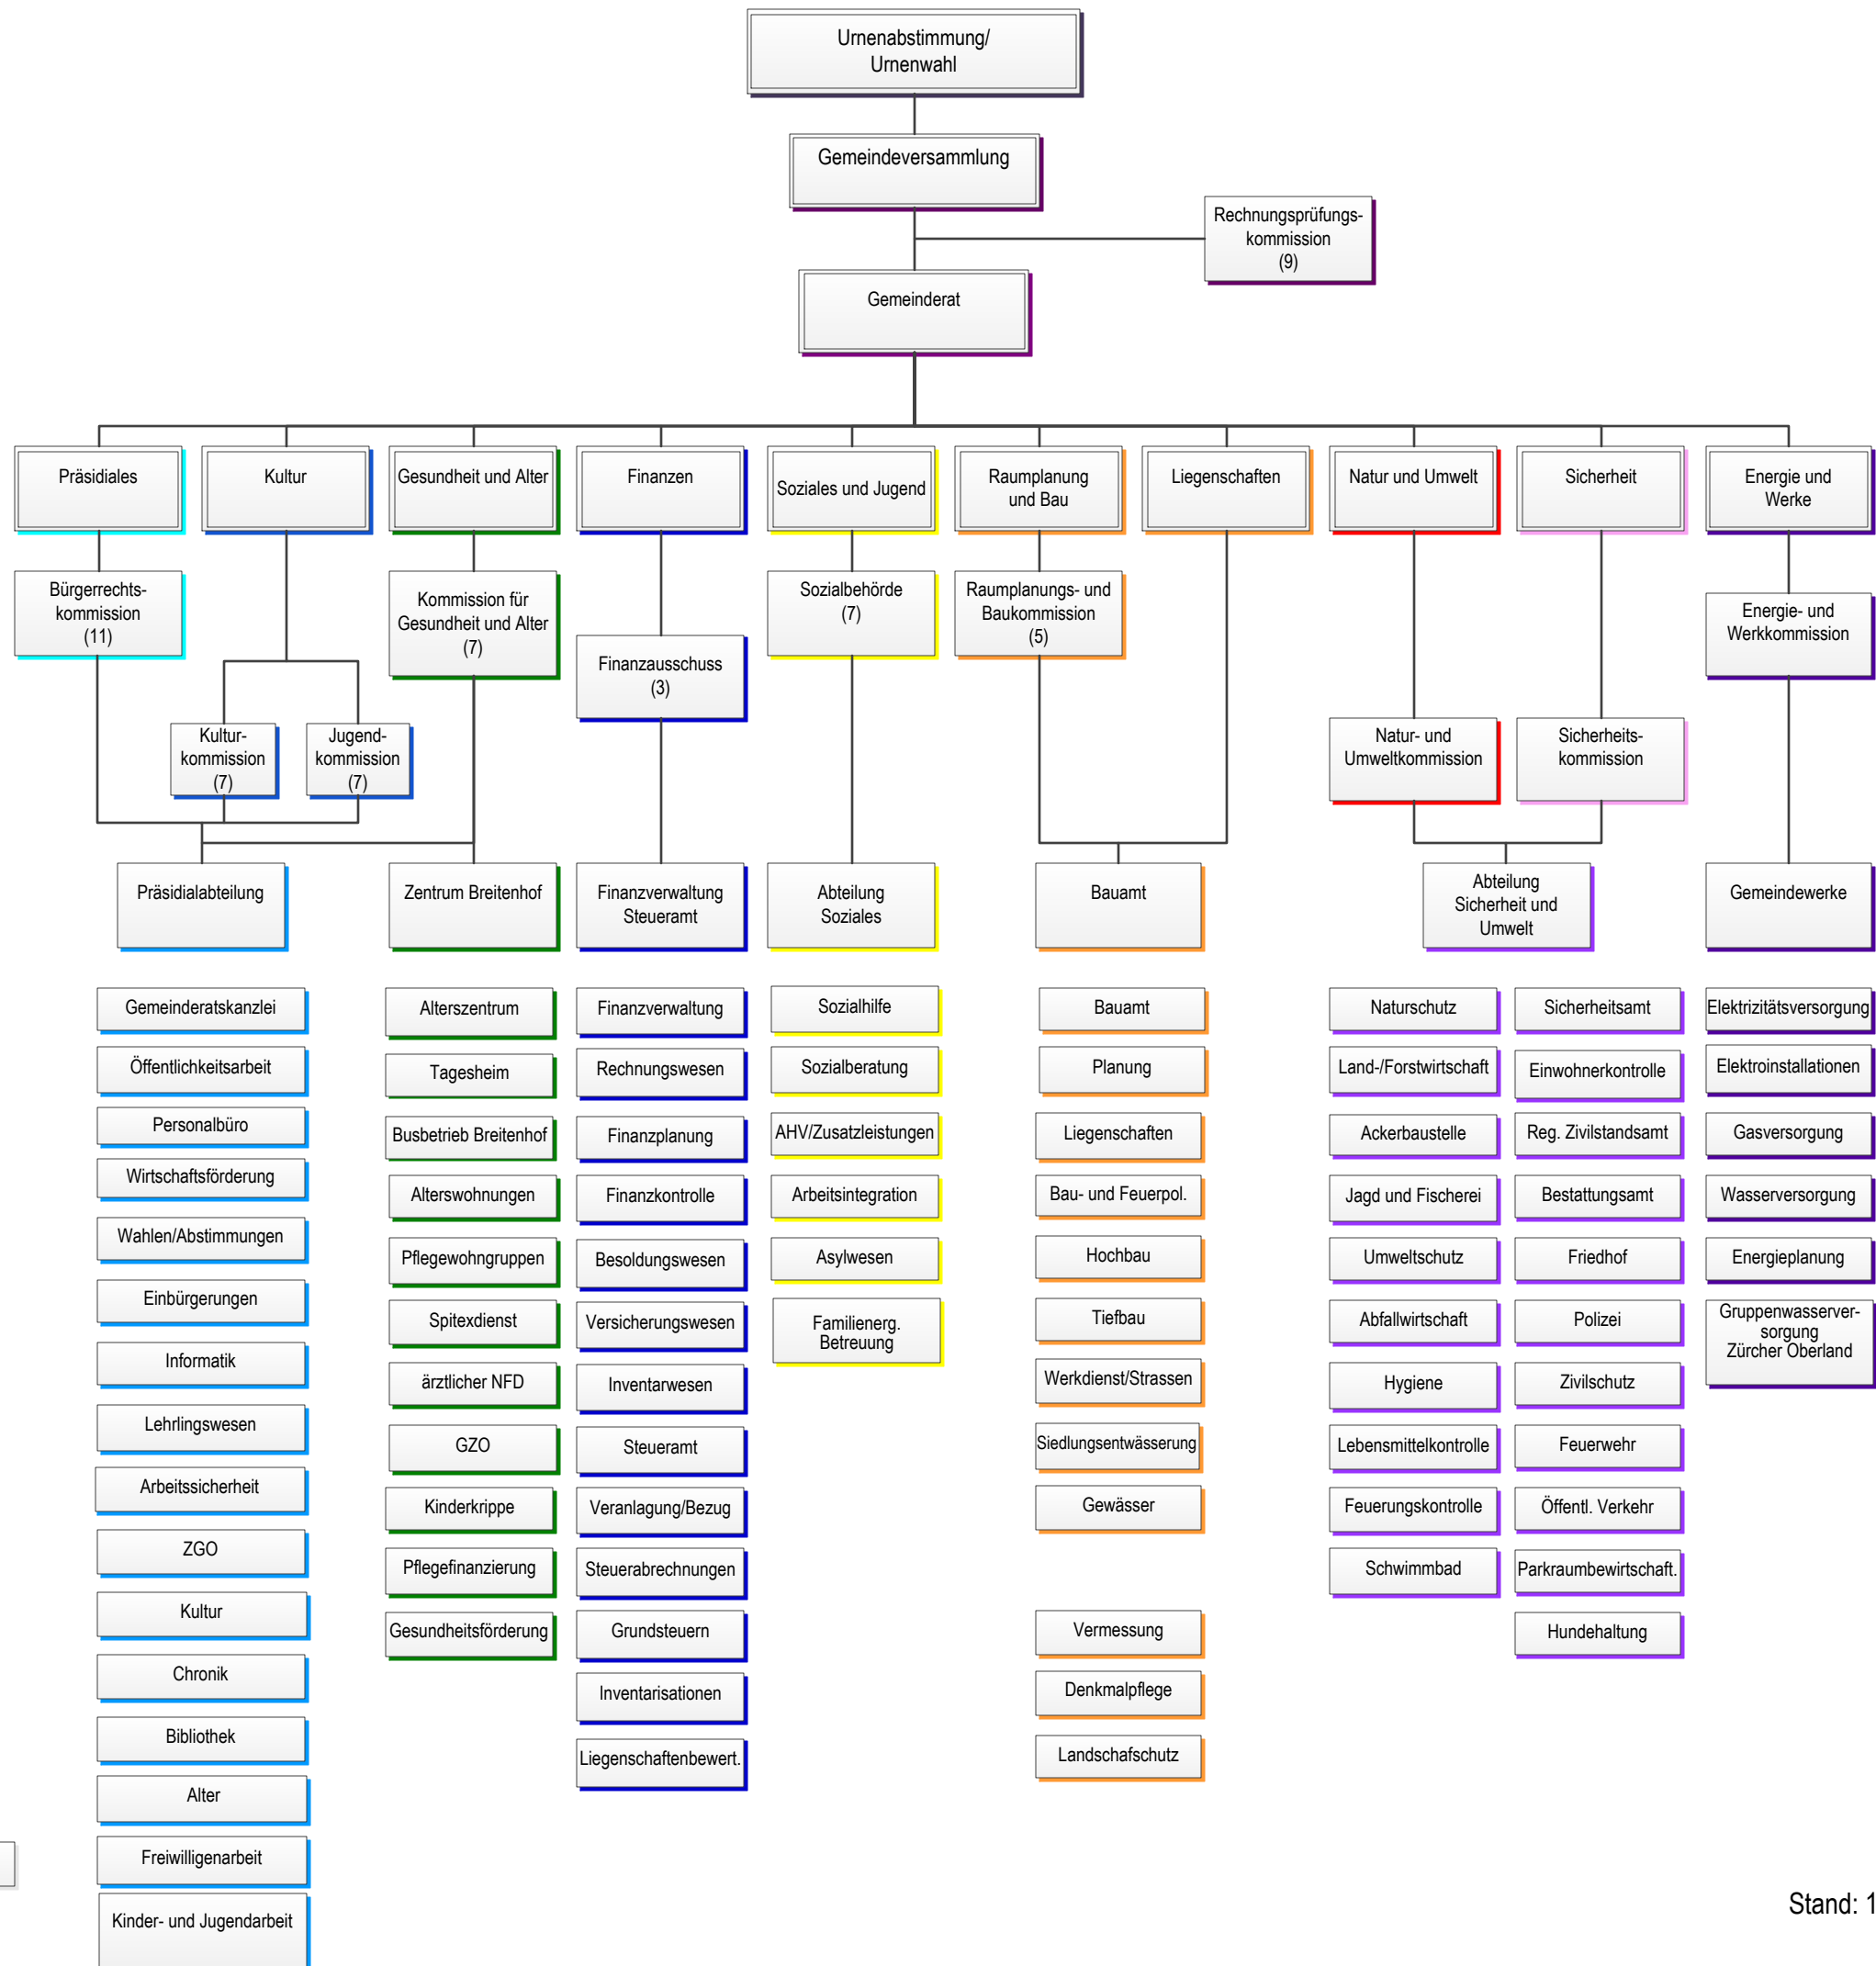 Urnenabstimmung/
Urnenwahl
Gemeindeversammlung
Rechnungsprüfungs-
kommission
(9)
Gemeinderat
Präsidiales
Kultur
Gesundheit und Alter
Finanzen
Soziales und Jugend
Raumplanung
und Bau
Liegenschaften
Natur und Umwelt
Sicherheit
Energie und
Werke
Bürgerrechts-
kommission
(11)
Kommission für
Gesundheit und Alter
(7)
Finanzausschuss
(3)
Sozialbehörde
(7)
Raumplanungs- und
Baukommission
(5)
Energie- und
Werkkommission
Kultur-
kommission
(7)
Jugend-
kommission
(7)
Natur- und
Umweltkommission
Sicherheits-
kommission
Präsidialabteilung
Zentrum Breitenhof
Finanzverwaltung
Steueramt
Abteilung
Soziales
Bauamt
Abteilung
Sicherheit und
Umwelt
Gemeindewerke
Gemeinderatskanzlei
Öffentlichkeitsarbeit
Personalbüro
Wirtschaftsförderung
Wahlen/Abstimmungen
Einbürgerungen
Informatik
Lehrlingswesen
Arbeitssicherheit
ZGO
Kultur
Chronik
Bibliothek
Alter
Freiwilligenarbeit
Kinder- und Jugendarbeit
Alterszentrum
Tagesheim
Busbetrieb Breitenhof
Alterswohnungen
Pflegewohngruppen
Spitexdienst
ärztlicher NFD
GZO
Kinderkrippe
Pflegefinanzierung
Gesundheitsförderung
Finanzverwaltung
Rechnungswesen
Finanzplanung
Finanzkontrolle
Besoldungswesen
Versicherungswesen
Inventarwesen
Steueramt
Veranlagung/Bezug
Steuerabrechnungen
Grundsteuern
Inventarisationen
Liegenschaftenbewert.
Sozialhilfe
Sozialberatung
AHV/Zusatzleistungen
Arbeitsintegration
Asylwesen
Familienerg.
Betreuung
Bauamt
Planung
Liegenschaften
Bau- und Feuerpol.
Hochbau
Tiefbau
Werkdienst/Strassen
Siedlungsentwässerung
Gewässer
Vermessung
Denkmalpflege
Landschafschutz
Naturschutz
Land-/Forstwirtschaft
Ackerbaustelle
Jagd und Fischerei
Umweltschutz
Abfallwirtschaft
Hygiene
Lebensmittelkontrolle
Feuerungskontrolle
Schwimmbad
Sicherheitsamt
Einwohnerkontrolle
Reg. Zivilstandsamt
Bestattungsamt
Friedhof
Polizei
Zivilschutz
Feuerwehr
Öffentl. Verkehr
Parkraumbewirtschaft.
Hundehaltung
Elektrizitätsversorgung
Elektroinstallationen
Gasversorgung
Wasserversorgung
Energieplanung
Gruppenwasserver-
sorgung
Zürcher Oberland
Stand: 1